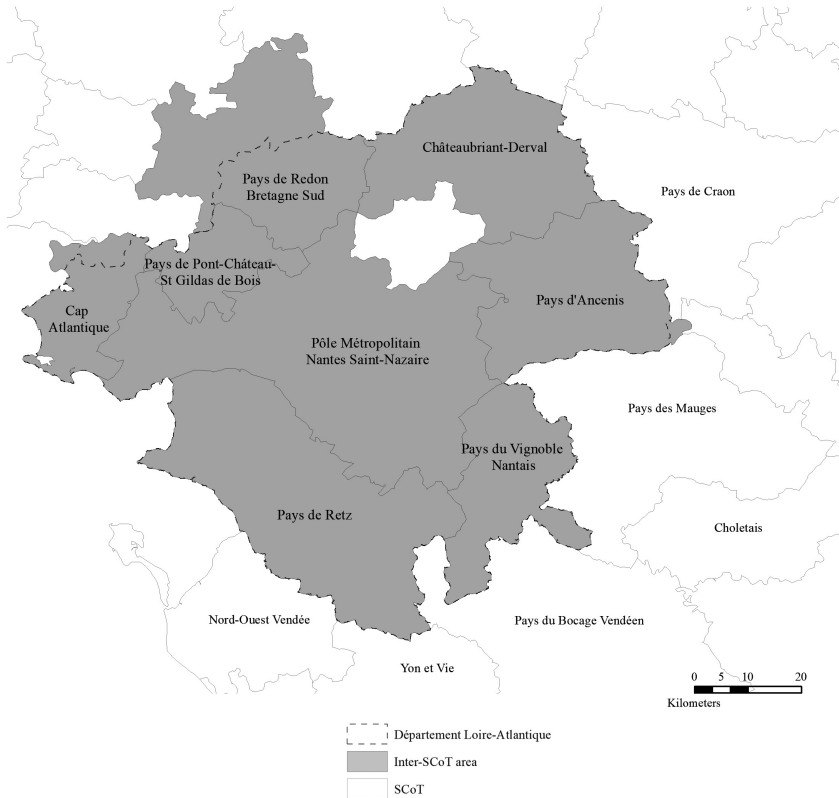 Châteaubriant-Derval
Pays de Redon
Bretagne Sud
Pays de Craon
Pays de Pont-Château-
St Gildas de Bois
Cap
Atlantique
Pays d'Ancenis
Pôle Métropolitain
Nantes Saint-Nazaire
Pays des Mauges
Pays du Vignoble
Nantais
Pays de Retz
Choletais
Nord-Ouest Vendée
Pays du Bocage Vendéen
Yon et Vie
0 5 10 20
Kilometers
Département Loire-Atlantique
Inter-SCoT area
SCoT